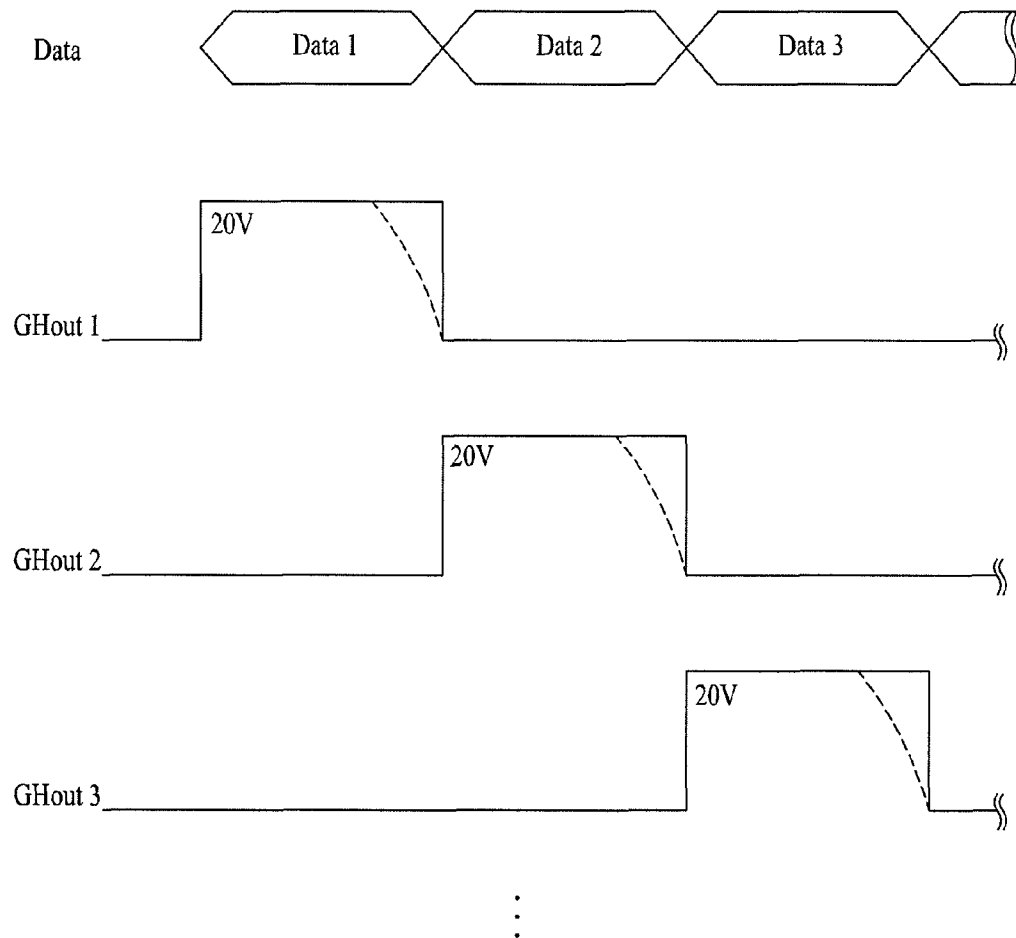 Data
Data 1
Data 2
Data 3
20V
GHout 1
20V
GHout 2
20V
GHout 3